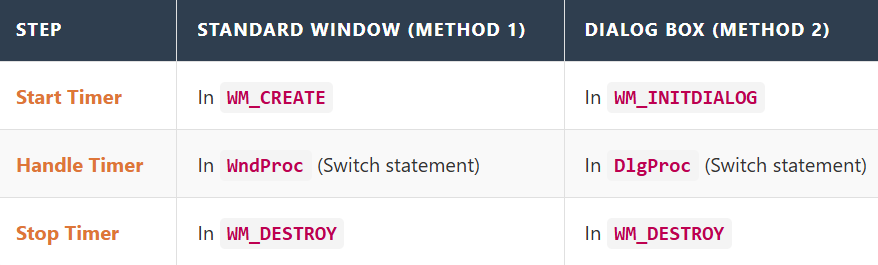 STEP STANDARD WINDOW (METHOD 1) DIALOG BOX (METHOD 2)
Start Timer In WM_CREATE In WM_INITDIALOG
Handle Timer In WndProc (Switch statement) In DlgProc (Switch statement)
Stop Timer In WM_DESTROY In WM_DESTROY